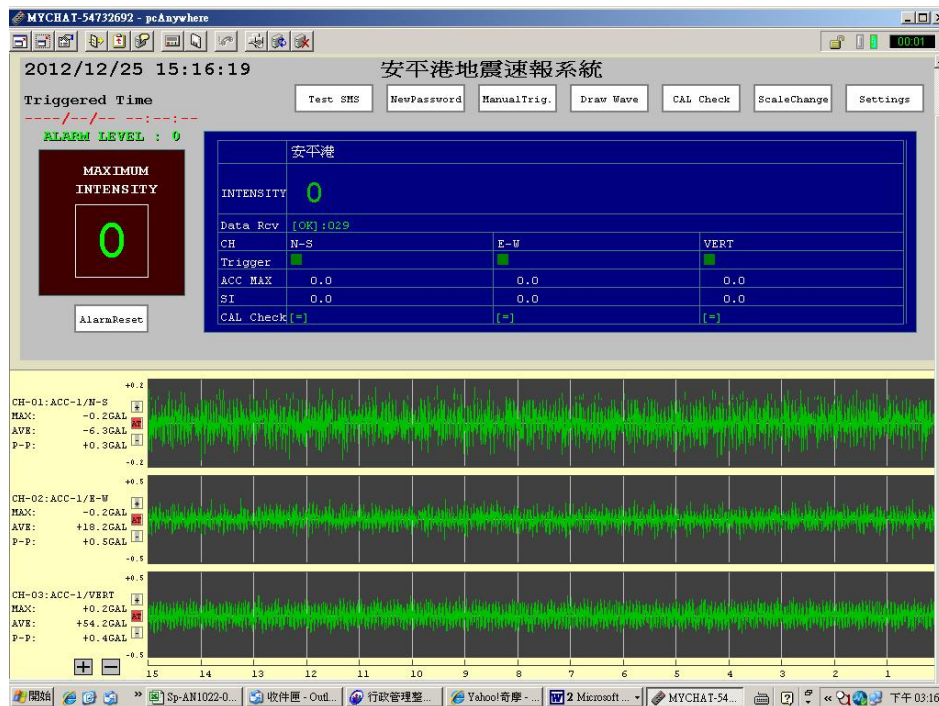 MYCHAT-54732692 - pcAnywhere
00:01
2012/12/25 15:16:19
安平港地震速報系統
Triggered Time
Test SMS
NewPassword
ManualTrig.
Draw Wave
CAL Check
ScaleChange
Settings
----/--/-- --:--:--
ALARM LEVEL : 0
MAXIMUM
INTENSITY
0
AlarmReset
安平港
INTENSITY 0
Data Rcv [OK]:029
CH N-S E-W VERT
Trigger
ACC MAX 0.0 0.0 0.0
SI 0.0 0.0 0.0
CAL Check [=] [=] [=]
+0.2
CH-01:ACC-1/N-S
MAX: -0.2GAL
AVE: -6.3GAL
AT
P-P: +0.3GAL
-0.2
+0.5
CH-02:ACC-1/E-W
MAX: -0.2GAL
AVE: +18.2GAL
AT
P-P: +0.5GAL
-0.5
+0.5
CH-03:ACC-1/VERT
MAX: +0.2GAL
AVE: +54.2GAL
AT
P-P: +0.4GAL
-0.5
15 14 13 12 11 10 9 8 7 6 5 4 3 2 1
開始
Sp-AN1022-0...
收件匣 - Outl...
行政管理整...
Yahoo!奇摩 - ...
2 Microsoft ...
MYCHAT-54...
下午 03:16